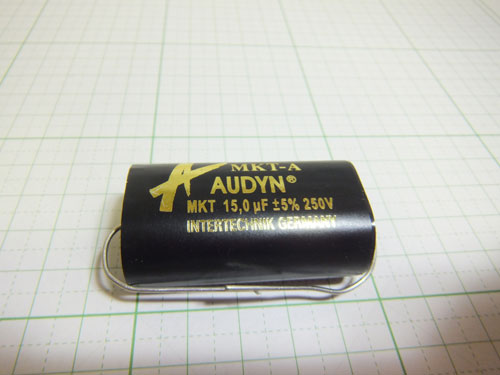 MKT-A
AUDYN®
MKT 15,0 µF ±5% 250V
INTERTECHNIK GERMANY